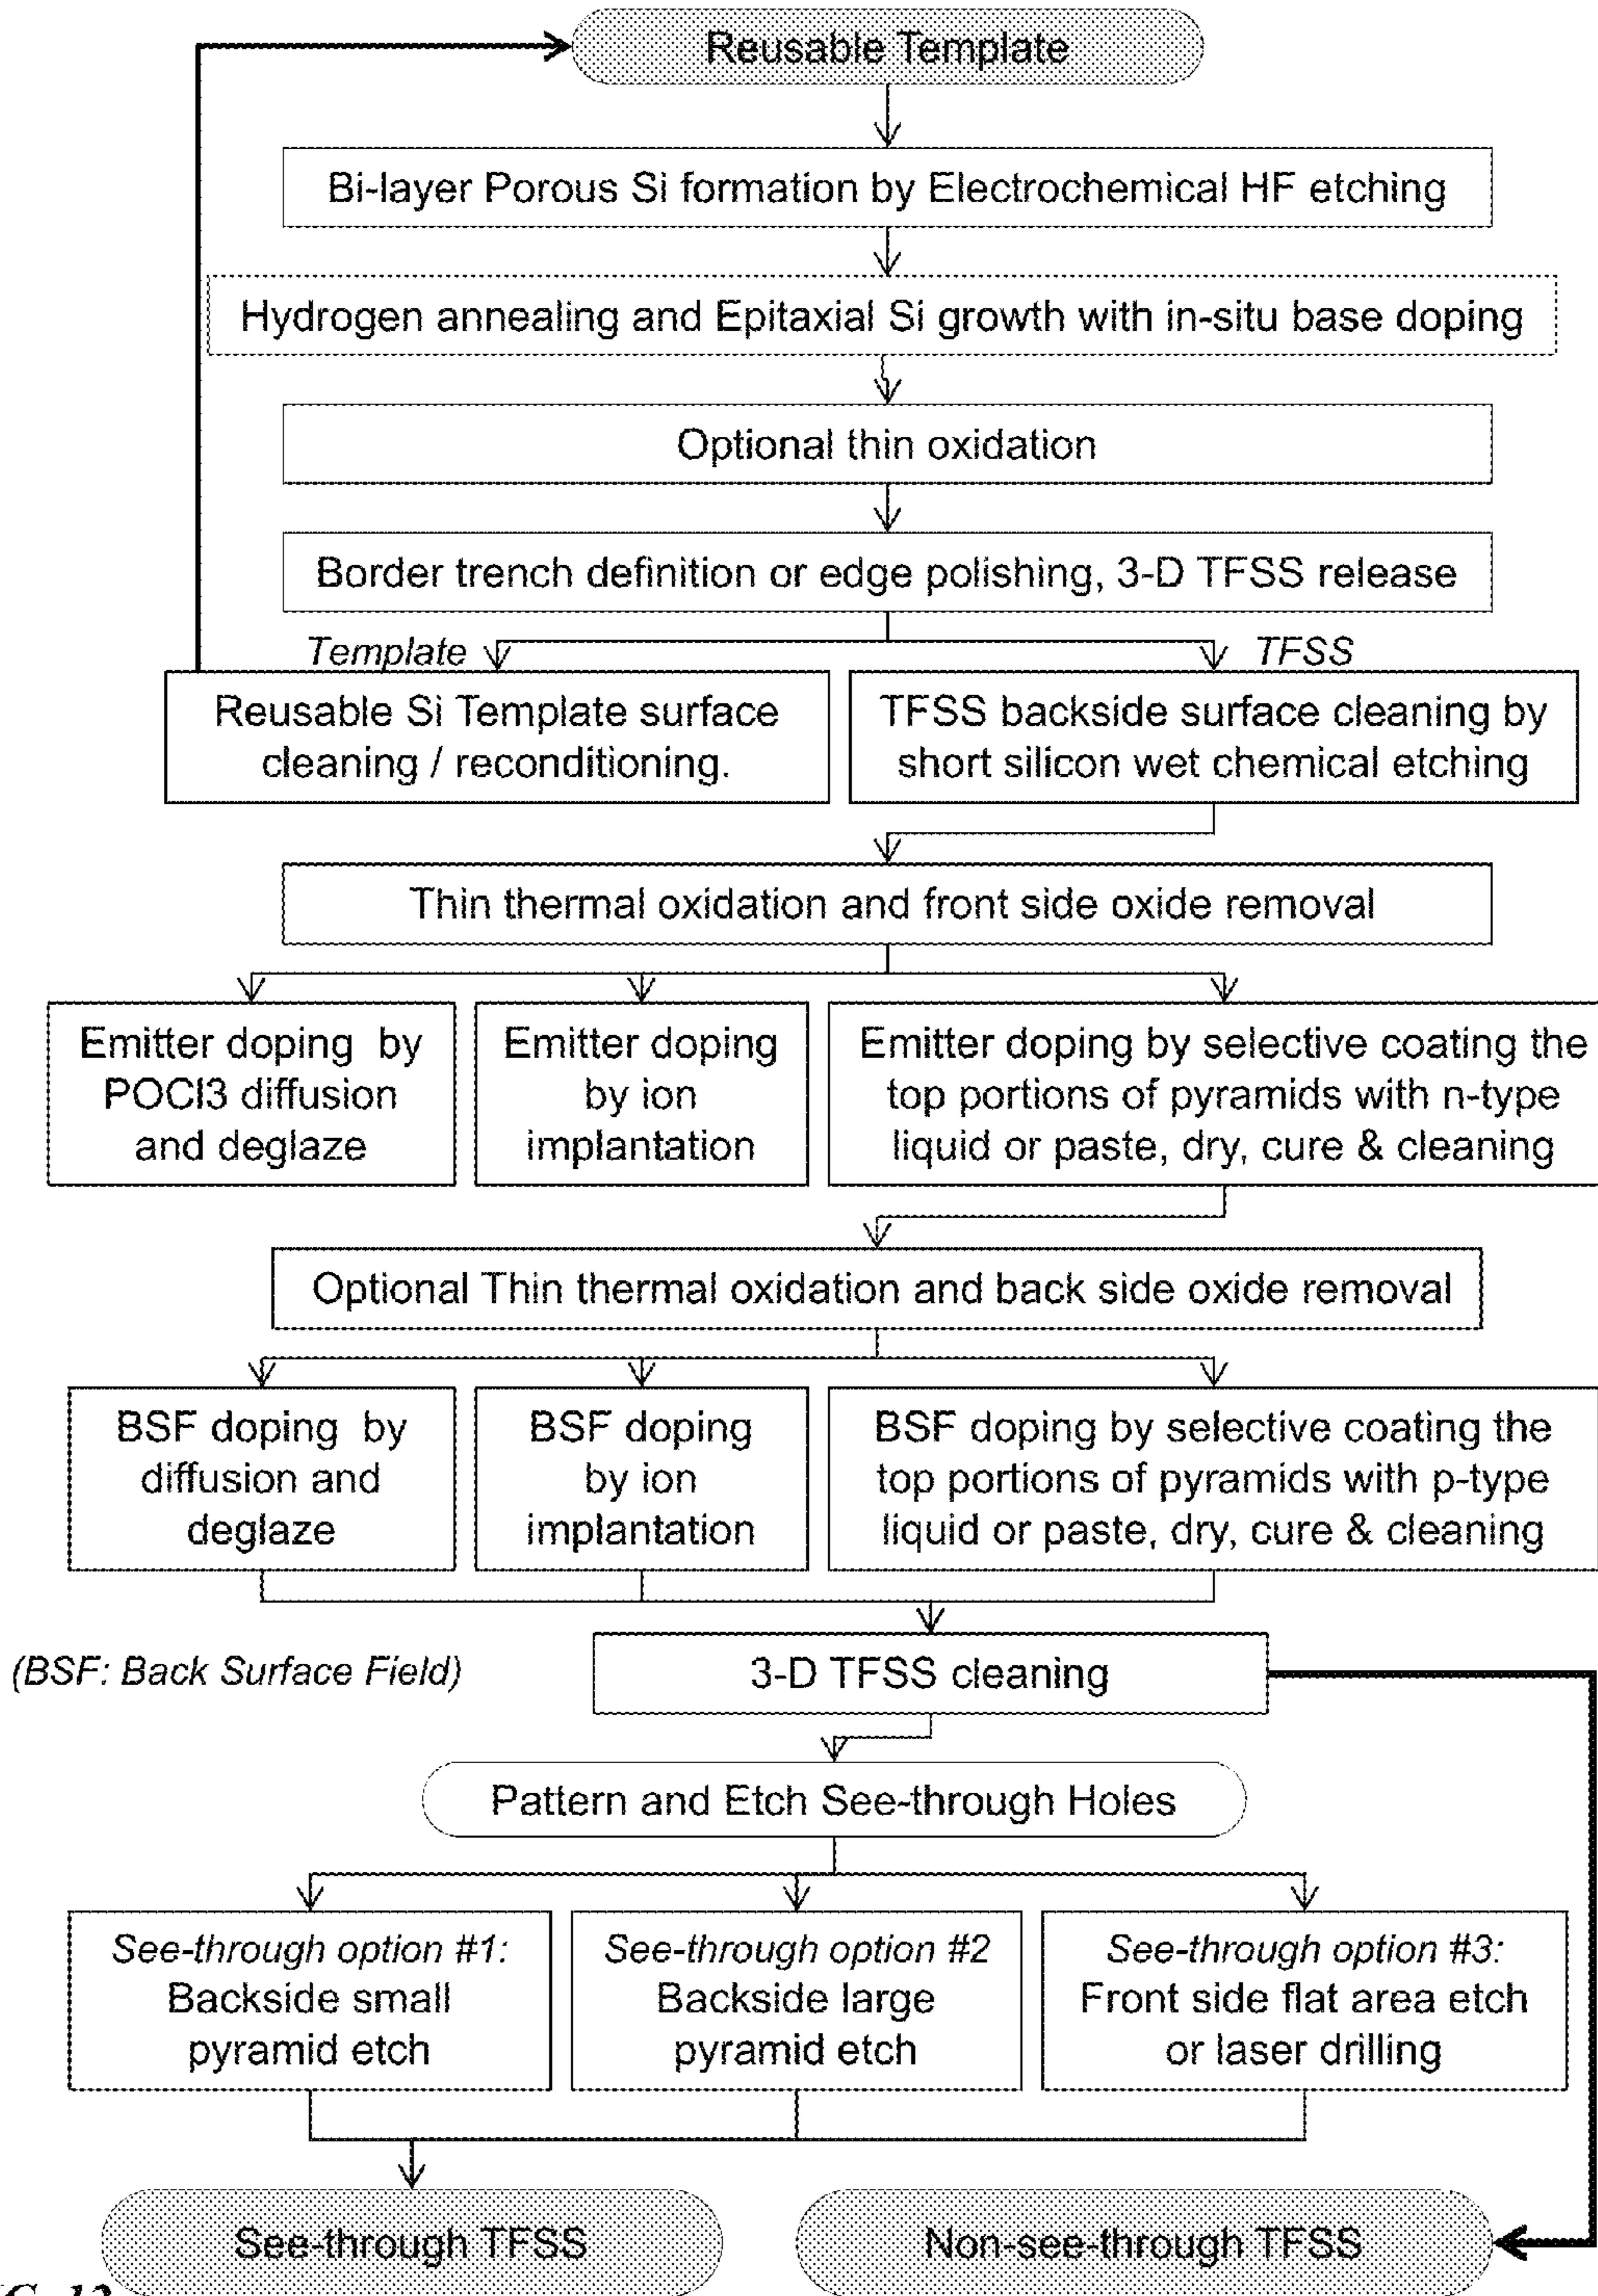 Reusable Template
Bi-layer Porous Si formation by Electrochemical HF etching
Hydrogen annealing and Epitaxial Si growth with in-situ base doping
Optional thin oxidation
Border trench definition or edge polishing, 3-D TFSS release
Template
TFSS
Reusable Si Template surface
cleaning / reconditioning.
TFSS backside surface cleaning by
short silicon wet chemical etching
Thin thermal oxidation and front side oxide removal
Emitter doping by
POCl3 diffusion
and deglaze
Emitter doping
by ion
implantation
Emitter doping by selective coating the
top portions of pyramids with n-type
liquid or paste, dry, cure & cleaning
Optional Thin thermal oxidation and back side oxide removal
BSF doping by
diffusion and
deglaze
BSF doping
by ion
implantation
BSF doping by selective coating the
top portions of pyramids with p-type
liquid or paste, dry, cure & cleaning
(BSF: Back Surface Field)
3-D TFSS cleaning
Pattern and Etch See-through Holes
See-through option #1:
Backside small
pyramid etch
See-through option #2
Backside large
pyramid etch
See-through option #3:
Front side flat area etch
or laser drilling
See-through TFSS
Non-see-through TFSS